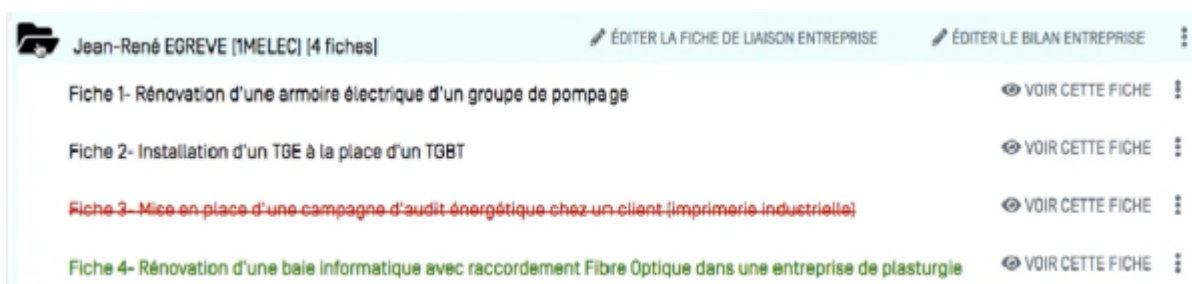 Jean-René EGREVE (1MELEC) (4 fiches) ÉDITER LA FICHE DE LIAISON ENTREPRISE ÉDITER LE BILAN ENTREPRISE
Fiche 1- Rénovation d'une armoire électrique d'un groupe de pompage VOIR CETTE FICHE
Fiche 2- Installation d'un TGE à la place d'un TGBT VOIR CETTE FICHE
Fiche 3- Mise en place d'une campagne d'audit énergétique chez un client (imprimerie industrielle) VOIR CETTE FICHE
Fiche 4- Rénovation d'une baie informatique avec raccordement Fibre Optique dans une entreprise de plasturgie VOIR CETTE FICHE